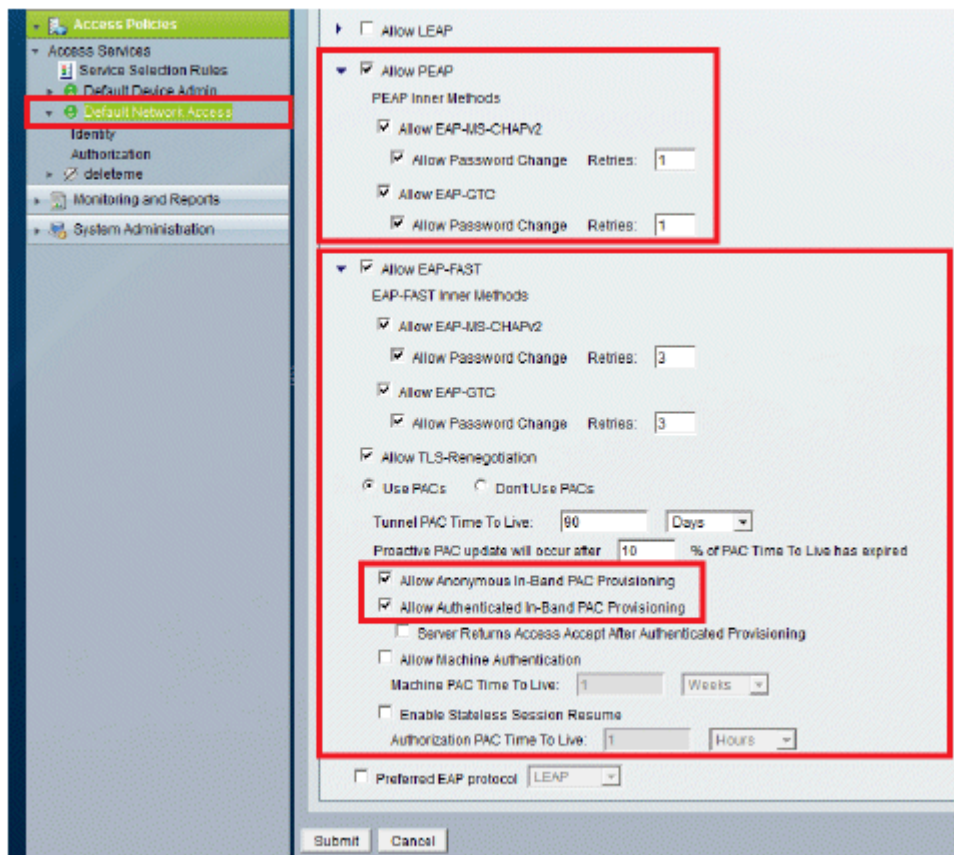 Access Policies
Access Services
Service Selection Rules
Default Device Admin
Default Network Access
Identity
Authorization
deleteme
Monitoring and Reports
System Administration
Allow LEAP
Allow PEAP
PEAP Inner Methods
Allow EAP-MS-CHAPv2
Allow Password Change Retries: 1
Allow EAP-GTC
Allow Password Change Retries: 1
Allow EAP-FAST
EAP-FAST Inner Methods
Allow EAP-MS-CHAPv2
Allow Password Change Retries: 3
Allow EAP-GTC
Allow Password Change Retries: 3
Allow TLS-Renegotiation
Use PACs Don't Use PACs
Tunnel PAC Time To Live: 90 Days
Proactive PAC update will occur after 10 % of PAC Time To Live has expired
Allow Anonymous In-Band PAC Provisioning
Allow Authenticated In-Band PAC Provisioning
Server Returns Access Accept After Authenticated Provisioning
Allow Machine Authentication
Machine PAC Time To Live: 1 Weeks
Enable Stateless Session Resume
Authorization PAC Time To Live: 1 Hours
Preferred EAP protocol LEAP
Submit Cancel